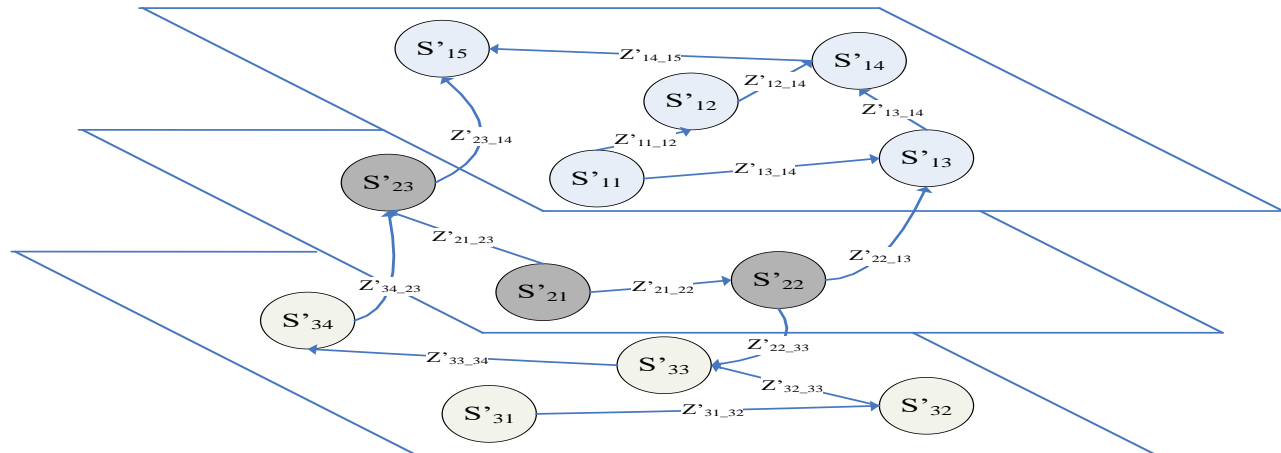 S’15
Z’14_15
S’14
Z’12_14
S’12
Z’13_14
Z’23_14
Z’11_12
S’13
Z’13_14
S’11
S’23
Z’21_23
Z’22_13
S’21
Z’21_22
S’22
Z’34_23
S’34
Z’22_33
Z’33_34
S’33
Z’32_33
S’31
Z’31_32
S’32